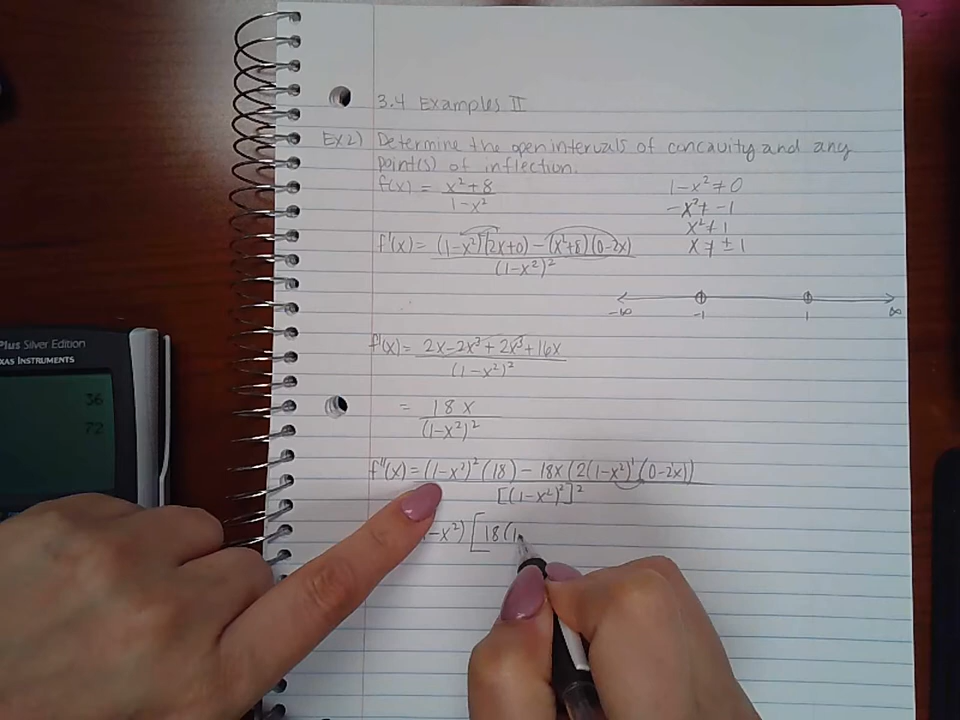 3.4 Examples II
Ex2) Determine the open intervals of concavity and any
point(s) of inflection.
f(x) = x²+8 / 1-x²
1-x² ≠ 0
-x² ≠ -1
x² ≠ 1
x ≠ ±1
f'(x) = (1-x²)(2x+0) - (x²+8)(0-2x) / (1-x²)²
-∞ -1 1 ∞
f'(x) = 2x-2x³+2x³+16x / (1-x²)²
= 18x / (1-x²)²
f''(x) = (1-x²)²(18) - 18x(2(1-x²)¹(0-2x)) / [(1-x²)²]²
-x²) [18(1
Plus Silver Edition
XAS INSTRUMENTS
36
72